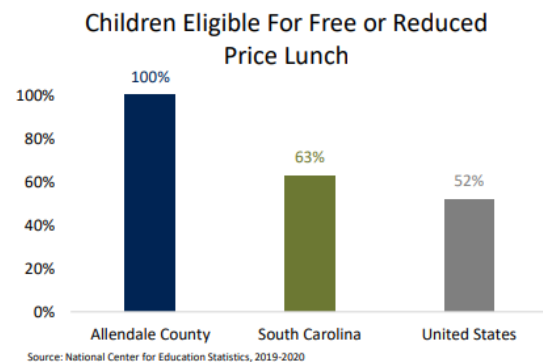 Children Eligible For Free or Reduced
Price Lunch
100%
100%
80%
63%
60%
52%
40%
20%
0%
Allendale County South Carolina United States
Source: National Center for Education Statistics, 2019-2020